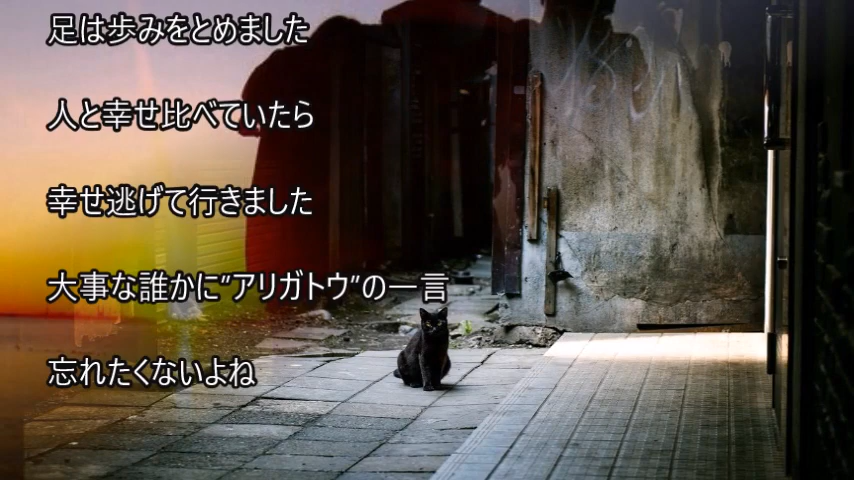 足は歩みをとめました
人と幸せ比べていたら
幸せ逃げて行きました
大事な誰かに"アリガトウ"の一言
忘れたくないよね